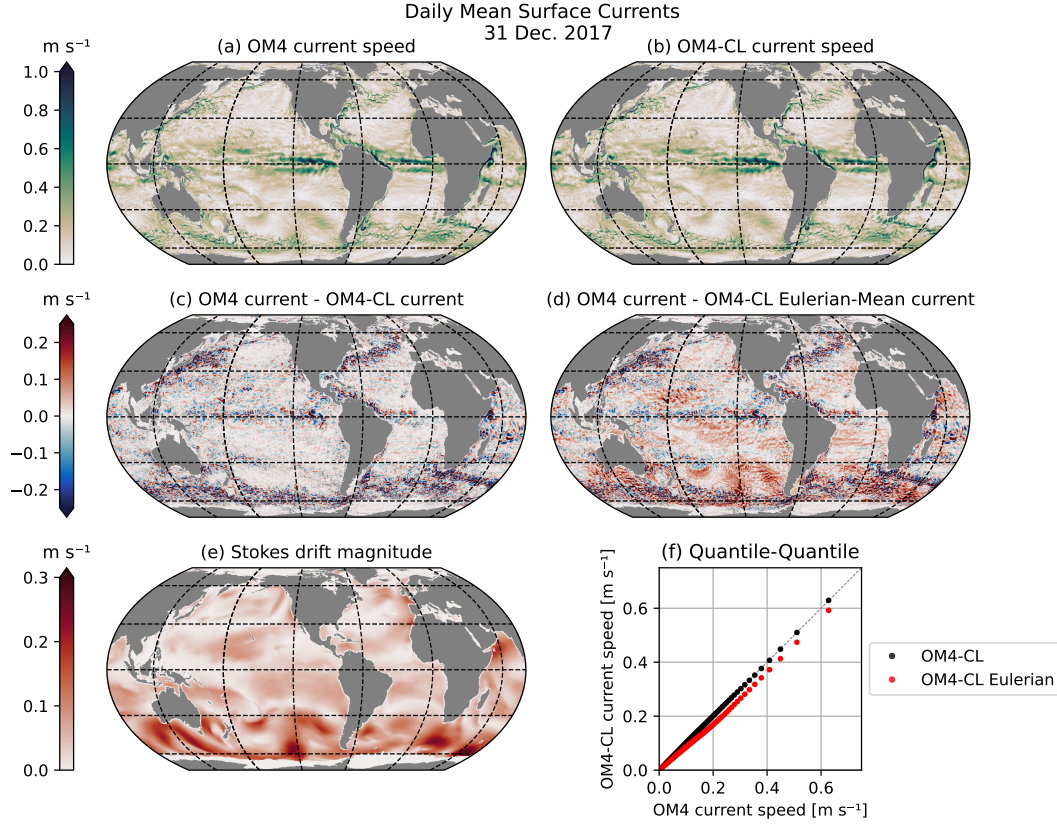 Daily Mean Surface Currents
31 Dec. 2017
m s⁻¹
(a) OM4 current speed
(b) OM4-CL current speed
1.0
0.8
0.6
0.4
0.2
0.0
m s⁻¹
(c) OM4 current - OM4-CL current
(d) OM4 current - OM4-CL Eulerian-Mean current
0.2
0.1
0.0
−0.1
−0.2
m s⁻¹
(e) Stokes drift magnitude
(f) Quantile-Quantile
0.3
0.2
0.1
0.0
OM4-CL current speed [m s⁻¹]
0.6
0.4
0.2
0.0
0.0 0.2 0.4 0.6
OM4 current speed [m s⁻¹]
OM4-CL
OM4-CL Eulerian